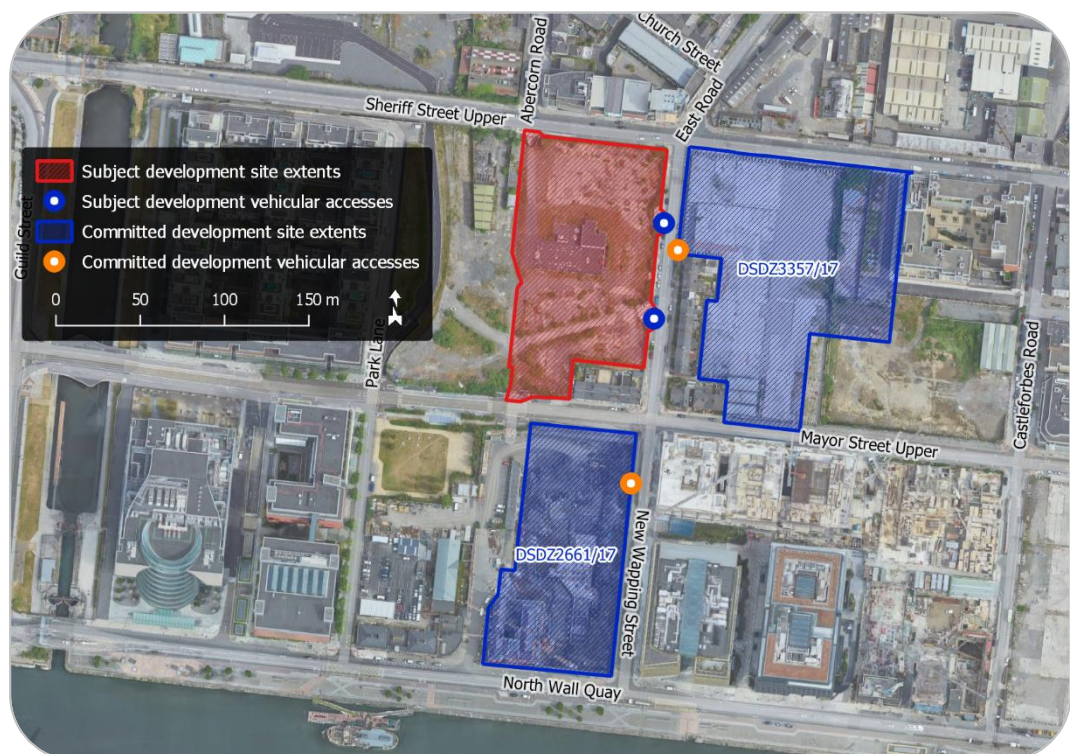 Church Street
Abercorn Road
East Road
Sheriff Street Upper
Subject development site extents
Subject development vehicular accesses
Committed development site extents
Committed development vehicular accesses
0 50 100 150 m
Guild Street
DSDZ3357/17
Park Lane
Castleforbes Road
Mayor Street Upper
DSDZ2661/17
New Wapping Street
North Wall Quay